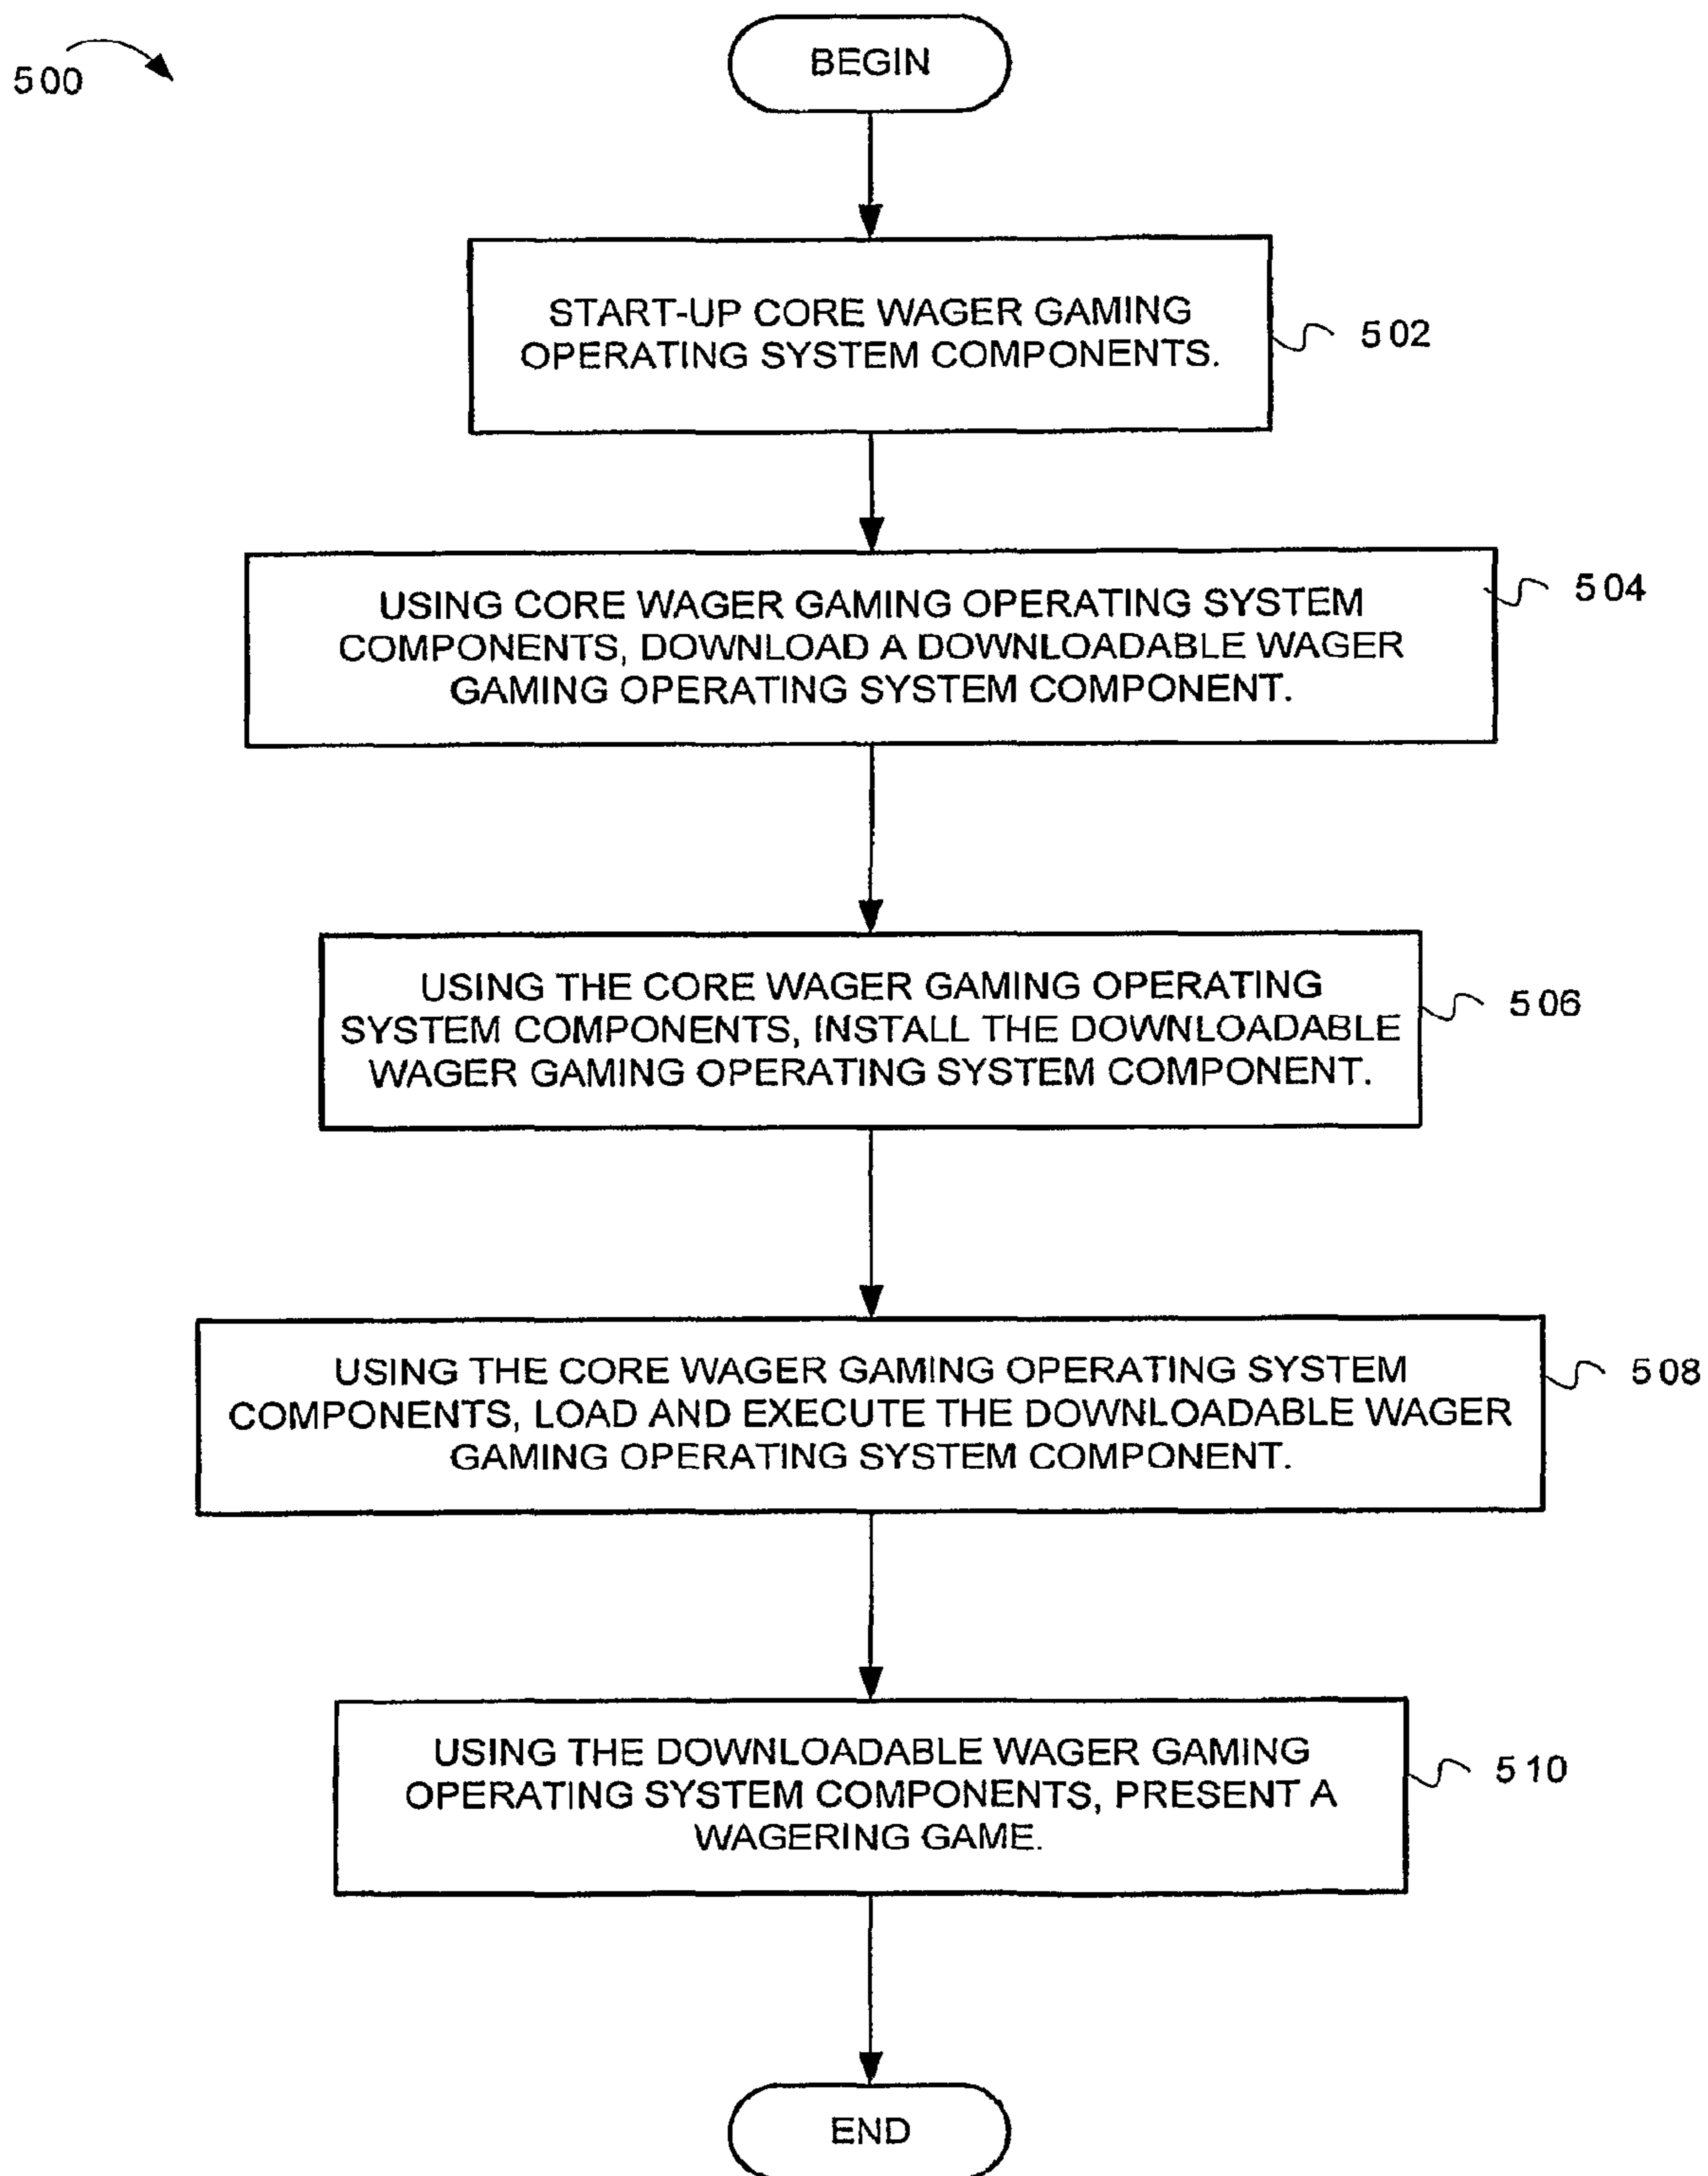 500
BEGIN
START-UP CORE WAGER GAMING
OPERATING SYSTEM COMPONENTS.
502
USING CORE WAGER GAMING OPERATING SYSTEM
COMPONENTS, DOWNLOAD A DOWNLOADABLE WAGER
GAMING OPERATING SYSTEM COMPONENT.
504
USING THE CORE WAGER GAMING OPERATING
SYSTEM COMPONENTS, INSTALL THE DOWNLOADABLE
WAGER GAMING OPERATING SYSTEM COMPONENT.
506
USING THE CORE WAGER GAMING OPERATING SYSTEM
COMPONENTS, LOAD AND EXECUTE THE DOWNLOADABLE WAGER
GAMING OPERATING SYSTEM COMPONENT.
508
USING THE DOWNLOADABLE WAGER GAMING
OPERATING SYSTEM COMPONENTS, PRESENT A
WAGERING GAME.
510
END